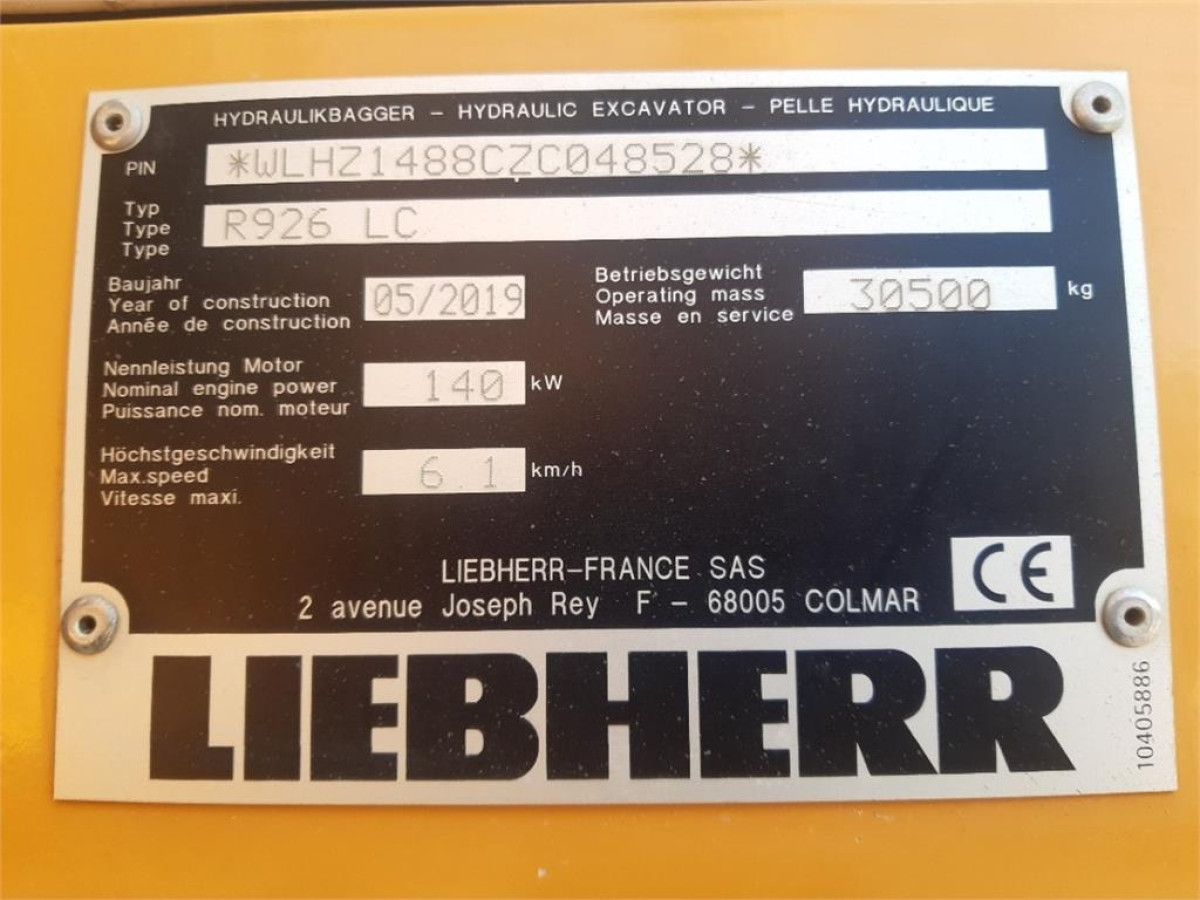 HYDRAULIKBAGGER – HYDRAULIC EXCAVATOR – PELLE HYDRAULIQUE
PIN *WLHZ1488CZC048528*
Typ
Type R926 LC
Type
Baujahr
Year of construction 05/2019
Année de construction
Betriebsgewicht
Operating mass 30500 kg
Masse en service
Nennleistung Motor
Nominal engine power 140 kW
Puissance nom. moteur
Höchstgeschwindigkeit
Max.speed 6.1 km/h
Vitesse maxi.
LIEBHERR–FRANCE SAS
2 avenue Joseph Rey F – 68005 COLMAR
CE
LIEBHERR
10405886